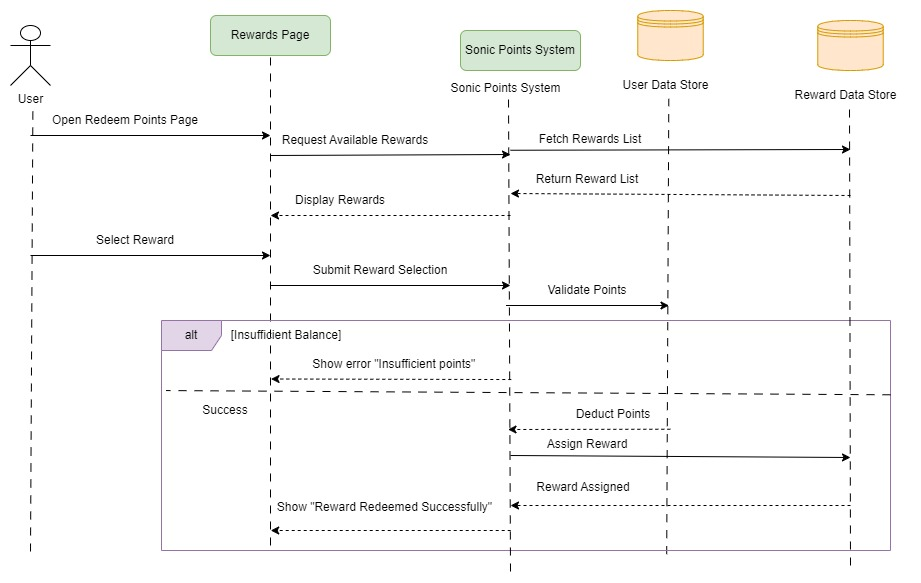 Rewards Page
Sonic Points System
User
Sonic Points System
User Data Store
Reward Data Store
Open Redeem Points Page
Request Available Rewards
Fetch Rewards List
Return Reward List
Display Rewards
Select Reward
Submit Reward Selection
Validate Points
alt
[Insufficient Balance]
Show error "Insufficient points"
Success
Deduct Points
Assign Reward
Reward Assigned
Show "Reward Redeemed Successfully"